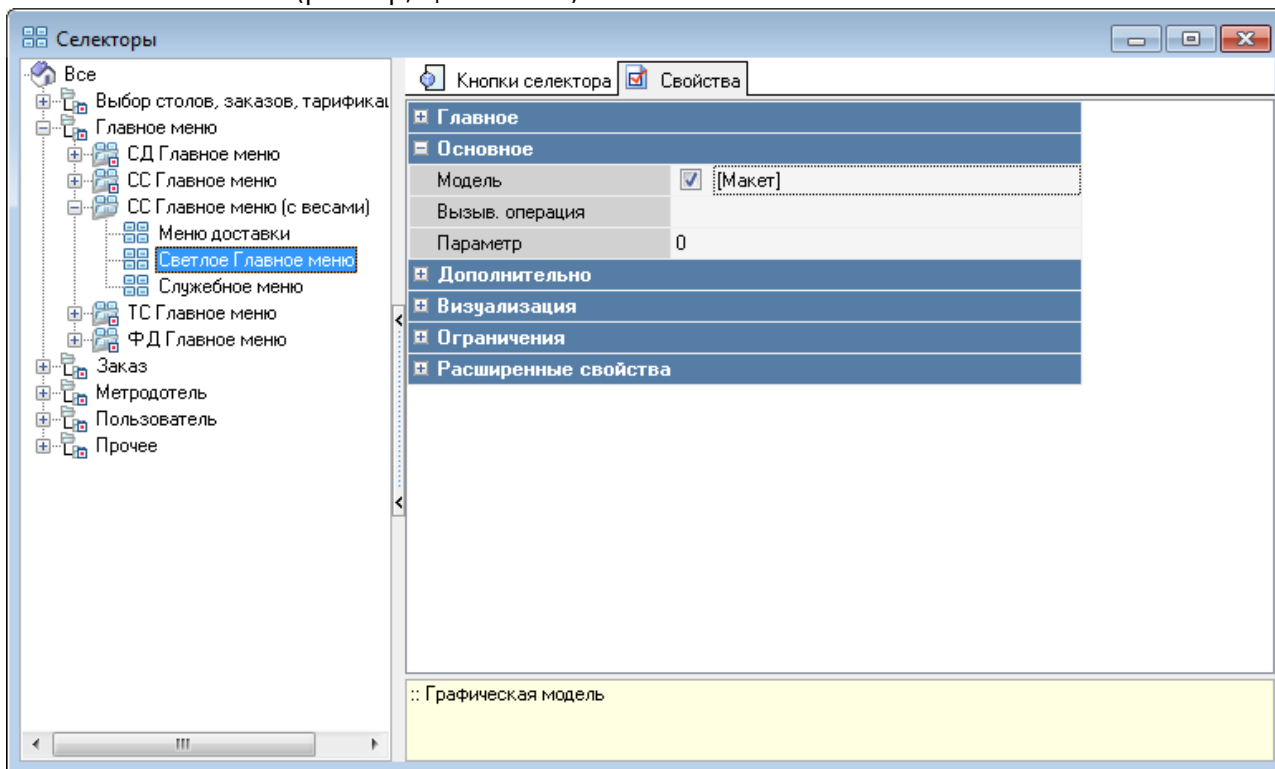 Селекторы
Все
Выбор столов, заказов, тарификац
Главное меню
СД Главное меню
СС Главное меню
СС Главное меню (с весами)
Меню доставки
Светлое Главное меню
Служебное меню
ТС Главное меню
ФД Главное меню
Заказ
Метродотель
Пользователь
Прочее
Кнопки селектора Свойства
Главное
Основное
Модель [Макет]
Вызыв. операция
Параметр 0
Дополнительно
Визуализация
Ограничения
Расширенные свойства
:: Графическая модель